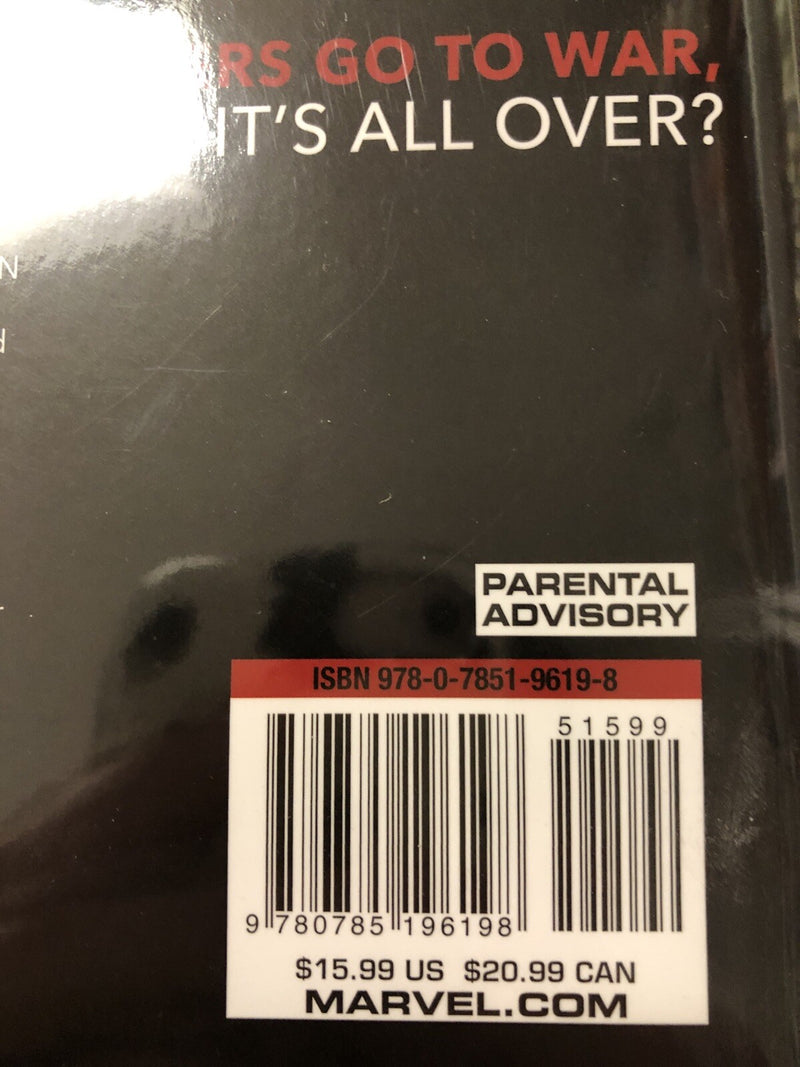 RS GO TO WAR,
IT'S ALL OVER?
N
PARENTAL
ADVISORY
ISBN 978-0-7851-9619-8
51599
9 780785 196198
$15.99 US $20.99 CAN
MARVEL.COM